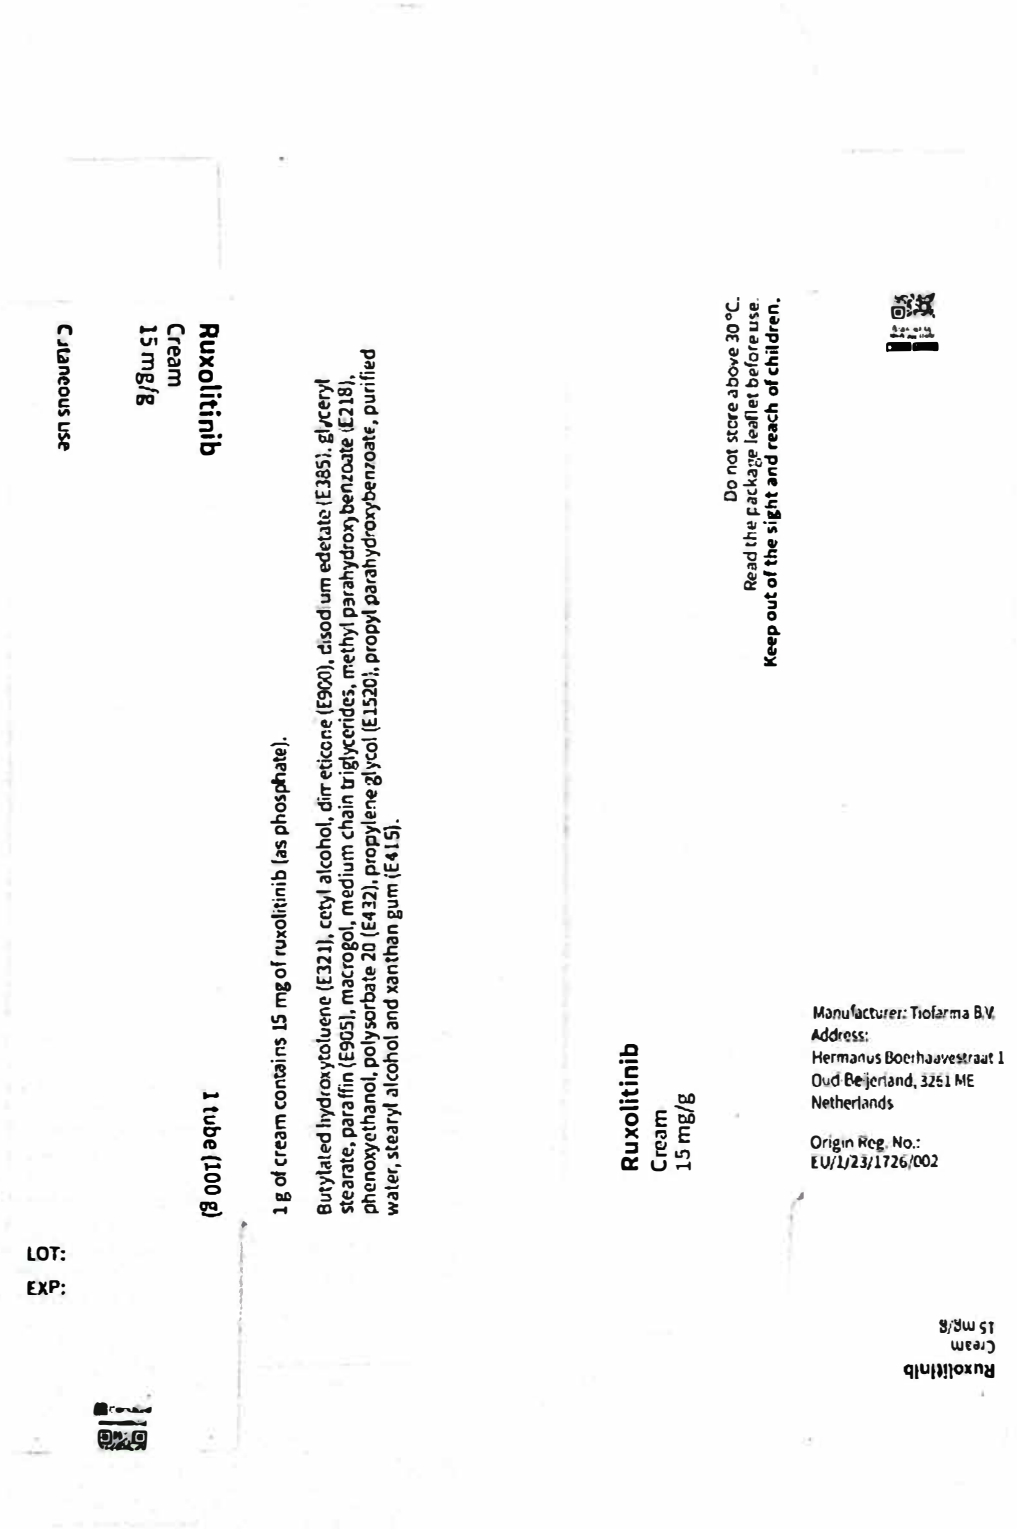 Cutaneous use
Ruxolitinib
Cream
15 mg/g
1 tube (100 g)
1 g of cream contains 15 mg of ruxolitinib (as phosphate).
Butylated hydroxytoluene (E321), cetyl alcohol, dimeticone (E900), disodium edetate (E385), glyceryl
stearate, paraffin (E905), macrogol, medium chain triglycerides, methyl parahydroxybenzoate (E218),
phenoxyethanol, polysorbate 20 (E432), propylene glycol (E1520), propyl parahydroxybenzoate, purified
water, stearyl alcohol and xanthan gum (E415).
Ruxolitinib
Cream
15 mg/g
Do not store above 30 °C.
Read the package leaflet before use.
Keep out of the sight and reach of children.
Manufacturer: Tiofarma B.V.
Address:
Hermanus Boerhaavestraat 1
Oud-Beijerland, 3261 ME
Netherlands
Origin Reg. No.:
EU/1/23/1726/002
LOT:
EXP:
Ruxolitinib
Cream
15 mg/g